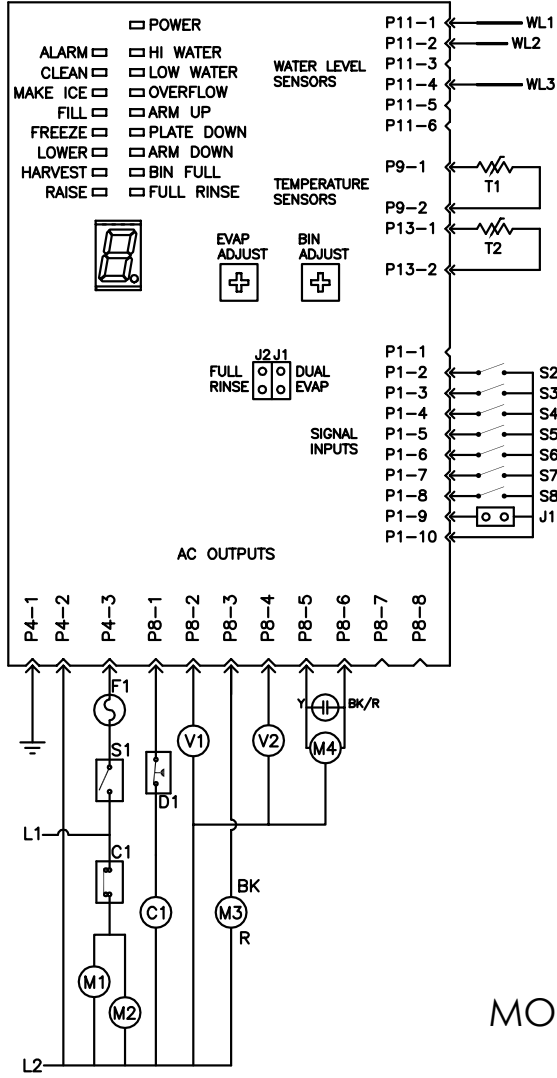 POWER
ALARM HI WATER
CLEAN LOW WATER
MAKE ICE OVERFLOW
FILL ARM UP
FREEZE PLATE DOWN
LOWER ARM DOWN
HARVEST BIN FULL
RAISE FULL RINSE
8.
WATER LEVEL
SENSORS
TEMPERATURE
SENSORS
EVAP
ADJUST
BIN
ADJUST
J2 J1
FULL
RINSE
DUAL
EVAP
SIGNAL
INPUTS
AC OUTPUTS
P11-1 WL1
P11-2 WL2
P11-3
P11-4 WL3
P11-5
P11-6
P9-1
T1
P9-2
P13-1
T2
P13-2
P1-1
P1-2 S2
P1-3 S3
P1-4 S4
P1-5 S5
P1-6 S6
P1-7 S7
P1-8 S8
P1-9 J1
P1-10
P4-1
P4-2
P4-3
P8-1
P8-2
P8-3
P8-4
P8-5
P8-6
P8-7
P8-8
F1
Y BK/R
V1 V2 M4
S1
D1
L1
C1
BK
C1 M3
R
M1
M2
L2
MO